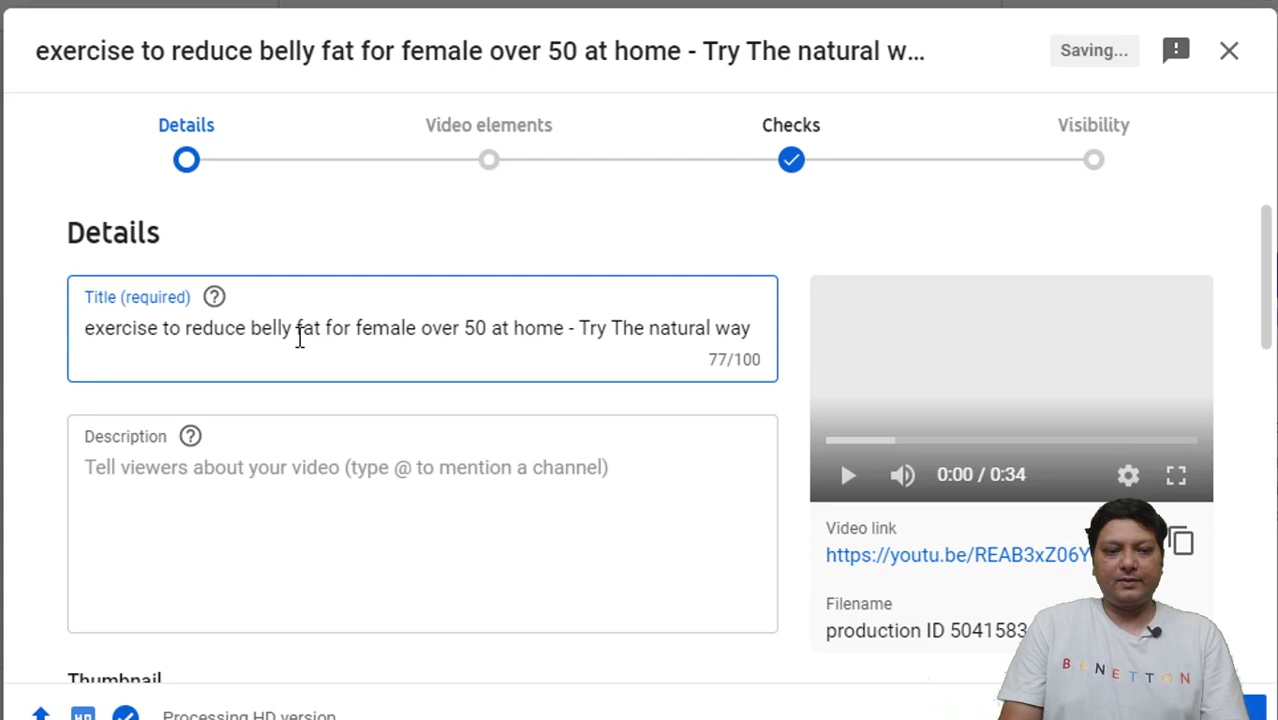 exercise to reduce belly fat for female over 50 at home - Try The natural w...
Saving...
Details
Video elements
Checks
Visibility
Details
Title (required)
exercise to reduce belly fat for female over 50 at home - Try The natural way
77/100
Description
Tell viewers about your video (type @ to mention a channel)
0:00 / 0:34
Video link
https://youtu.be/REAB3xZ06Y
Filename
production ID 5041583
BENETTON
Thumbnail
HD
Processing HD version